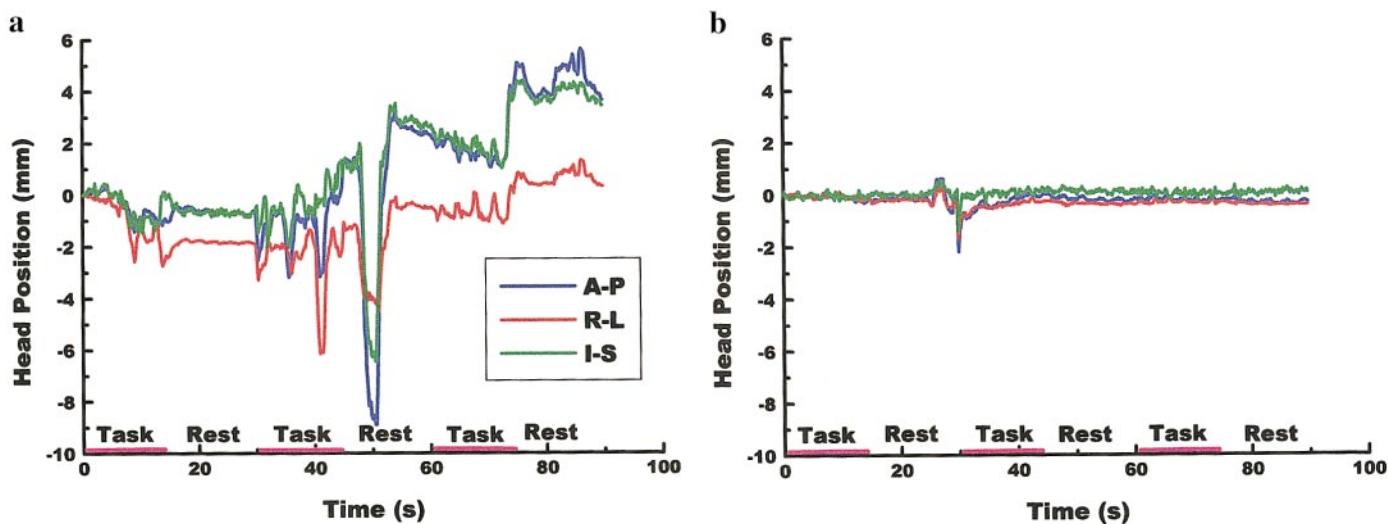 a
6
4
2
0
-2
-4
-6
-8
-10
Head Position (mm)
A-P
R-L
I-S
Task Rest Task Rest Task Rest
0 20 40 60 80 100
Time (s)
b
6
4
2
0
-2
-4
-6
-8
-10
Head Position (mm)
Task Rest Task Rest Task Rest
0 20 40 60 80 100
Time (s)